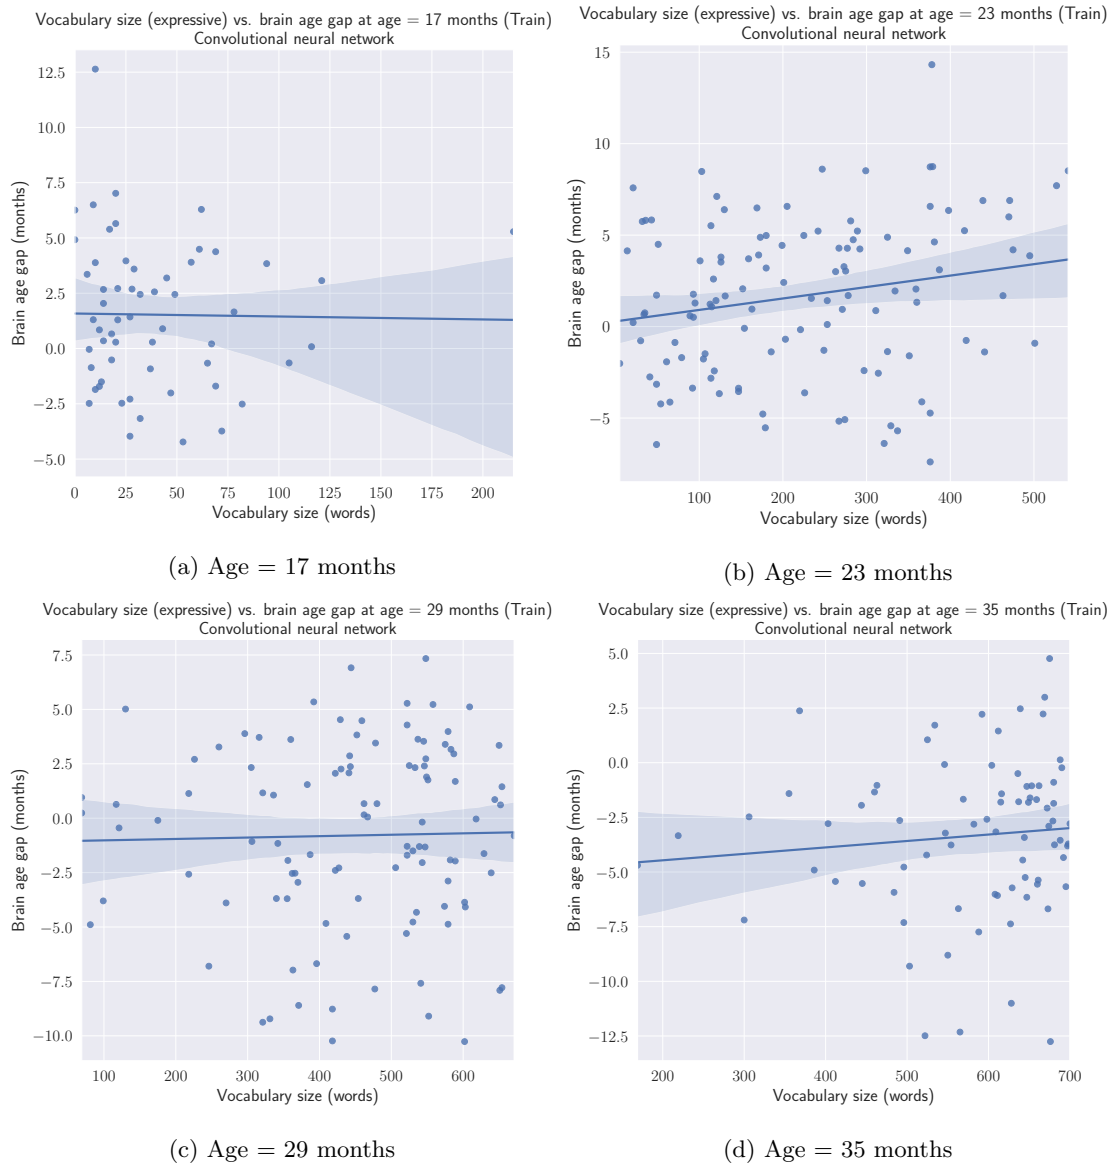 Vocabulary size (expressive) vs. brain age gap at age = 17 months (Train)
Convolutional neural network
12.5
10.0
7.5
5.0
2.5
0.0
−2.5
−5.0
Brain age gap (months)
0 25 50 75 100 125 150 175 200
Vocabulary size (words)
(a) Age = 17 months
Vocabulary size (expressive) vs. brain age gap at age = 23 months (Train)
Convolutional neural network
15
10
5
0
−5
Brain age gap (months)
100 200 300 400 500
Vocabulary size (words)
(b) Age = 23 months
Vocabulary size (expressive) vs. brain age gap at age = 29 months (Train)
Convolutional neural network
7.5
5.0
2.5
0.0
−2.5
−5.0
−7.5
−10.0
Brain age gap (months)
100 200 300 400 500 600
Vocabulary size (words)
(c) Age = 29 months
Vocabulary size (expressive) vs. brain age gap at age = 35 months (Train)
Convolutional neural network
5.0
2.5
0.0
−2.5
−5.0
−7.5
−10.0
−12.5
Brain age gap (months)
200 300 400 500 600 700
Vocabulary size (words)
(d) Age = 35 months